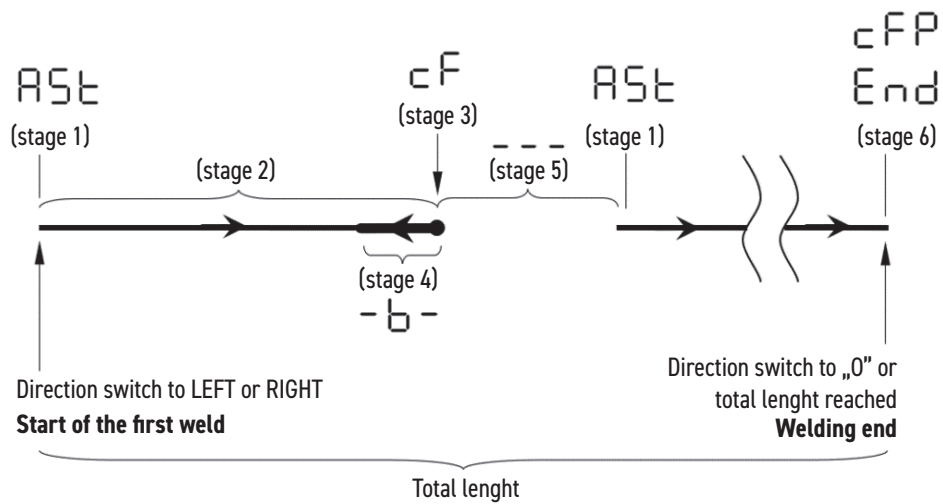 cFP
ASt
cF
ASt
End
(stage 1)
(stage 3)
(stage 1)
(stage 6)
---
(stage 2)
(stage 5)
(stage 4)
-b-
Direction switch to LEFT or RIGHT
Start of the first weld
Direction switch to „0” or
total lenght reached
Welding end
Total lenght